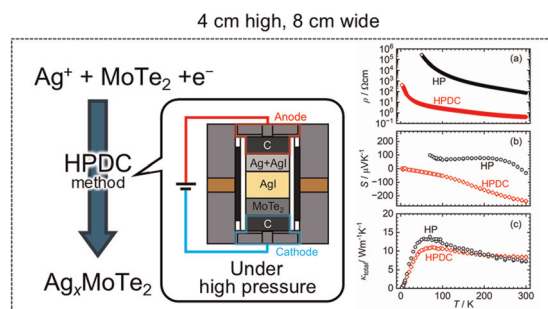 4 cm high, 8 cm wide
Ag⁺ + MoTe₂ +e⁻
HPDC
method
AgₓMoTe₂
Anode
C
Ag+AgI
AgI
MoTe₂
C
Cathode
Under
high pressure
(a)
ρ / Ωcm
10⁶
10⁵
10⁴
10³
10²
10¹
10⁰
10⁻¹
HP
HPDC
(b)
S / μVK⁻¹
100
0
−100
−200
HP
HPDC
(c)
κtotal/ Wm⁻¹K⁻¹
20
15
10
5
0
HP
HPDC
0
100
200
300
T / K